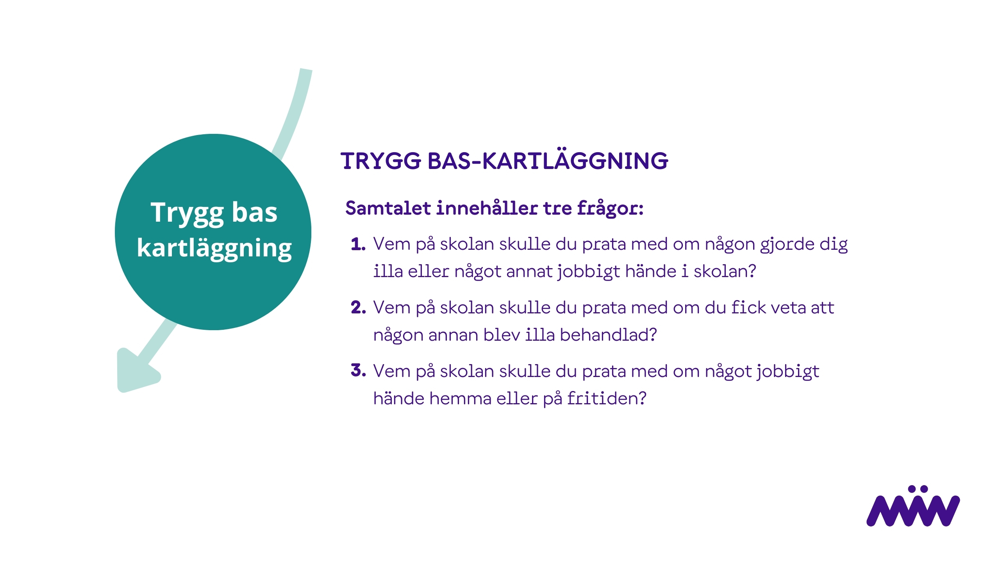 Trygg bas
kartläggning
TRYGG BAS-KARTLÄGGNING
Samtalet innehåller tre frågor:
1. Vem på skolan skulle du prata med om någon gjorde dig
illa eller något annat jobbigt hände i skolan?
2. Vem på skolan skulle du prata med om du fick veta att
någon annan blev illa behandlad?
3. Vem på skolan skulle du prata med om något jobbigt
hände hemma eller på fritiden?